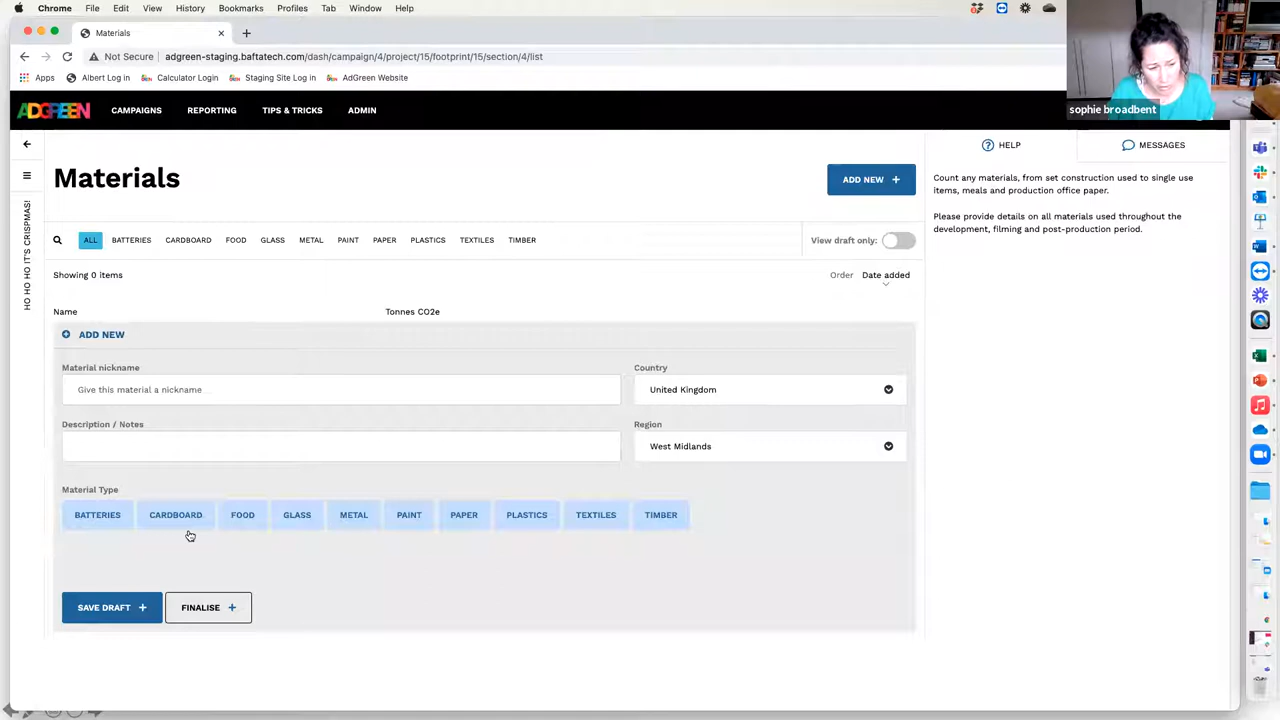 Chrome File Edit View History Bookmarks Profiles Tab Window Help
Materials
Not Secure adgreen-staging.baftatech.com/dash/campaign/4/project/15/footprint/15/section/4/list
Apps Albert Log in Calculator Login Staging Site Log in AdGreen Website
sophie broadbent
ADGREEN CAMPAIGNS REPORTING TIPS & TRICKS ADMIN
HELP MESSAGES
Materials
ADD NEW
Count any materials, from set construction used to single use
items, meals and production office paper.
Please provide details on all materials used throughout the
development, filming and post-production period.
HO HO HO IT'S CRISPMAS!
ALL BATTERIES CARDBOARD FOOD GLASS METAL PAINT PAPER PLASTICS TEXTILES TIMBER View draft only:
Showing 0 items Order Date added
Name Tonnes CO2e
ADD NEW
Material nickname Country
Give this material a nickname United Kingdom
Description / Notes Region
West Midlands
Material Type
BATTERIES CARDBOARD FOOD GLASS METAL PAINT PAPER PLASTICS TEXTILES TIMBER
SAVE DRAFT + FINALISE +